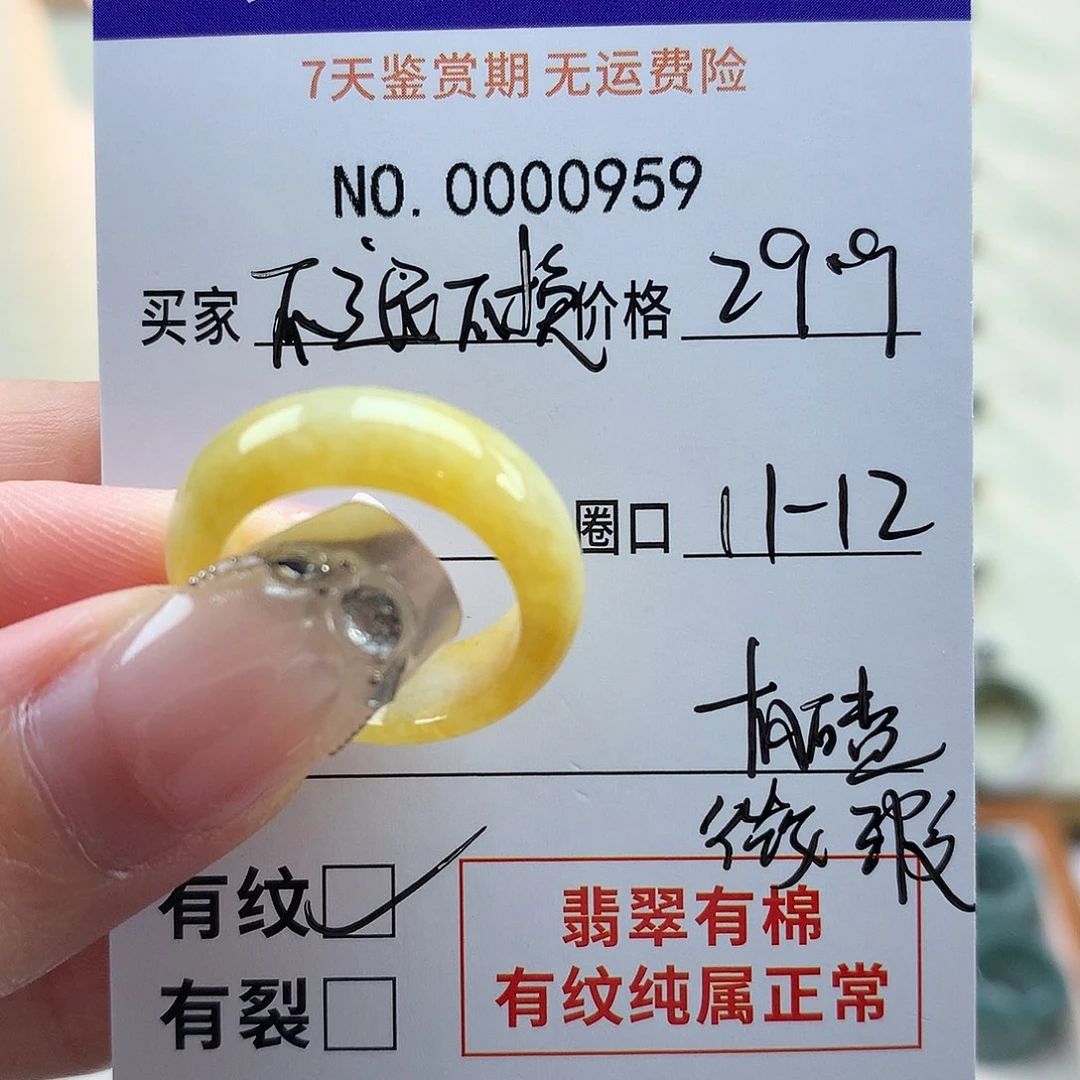 7天鉴赏期 无运费险
NO. 0000959
买家 不退不换 价格 29.9
圈口 11-12
有碴
微瑕
有纹
翡翠有棉
有纹纯属正常
有裂